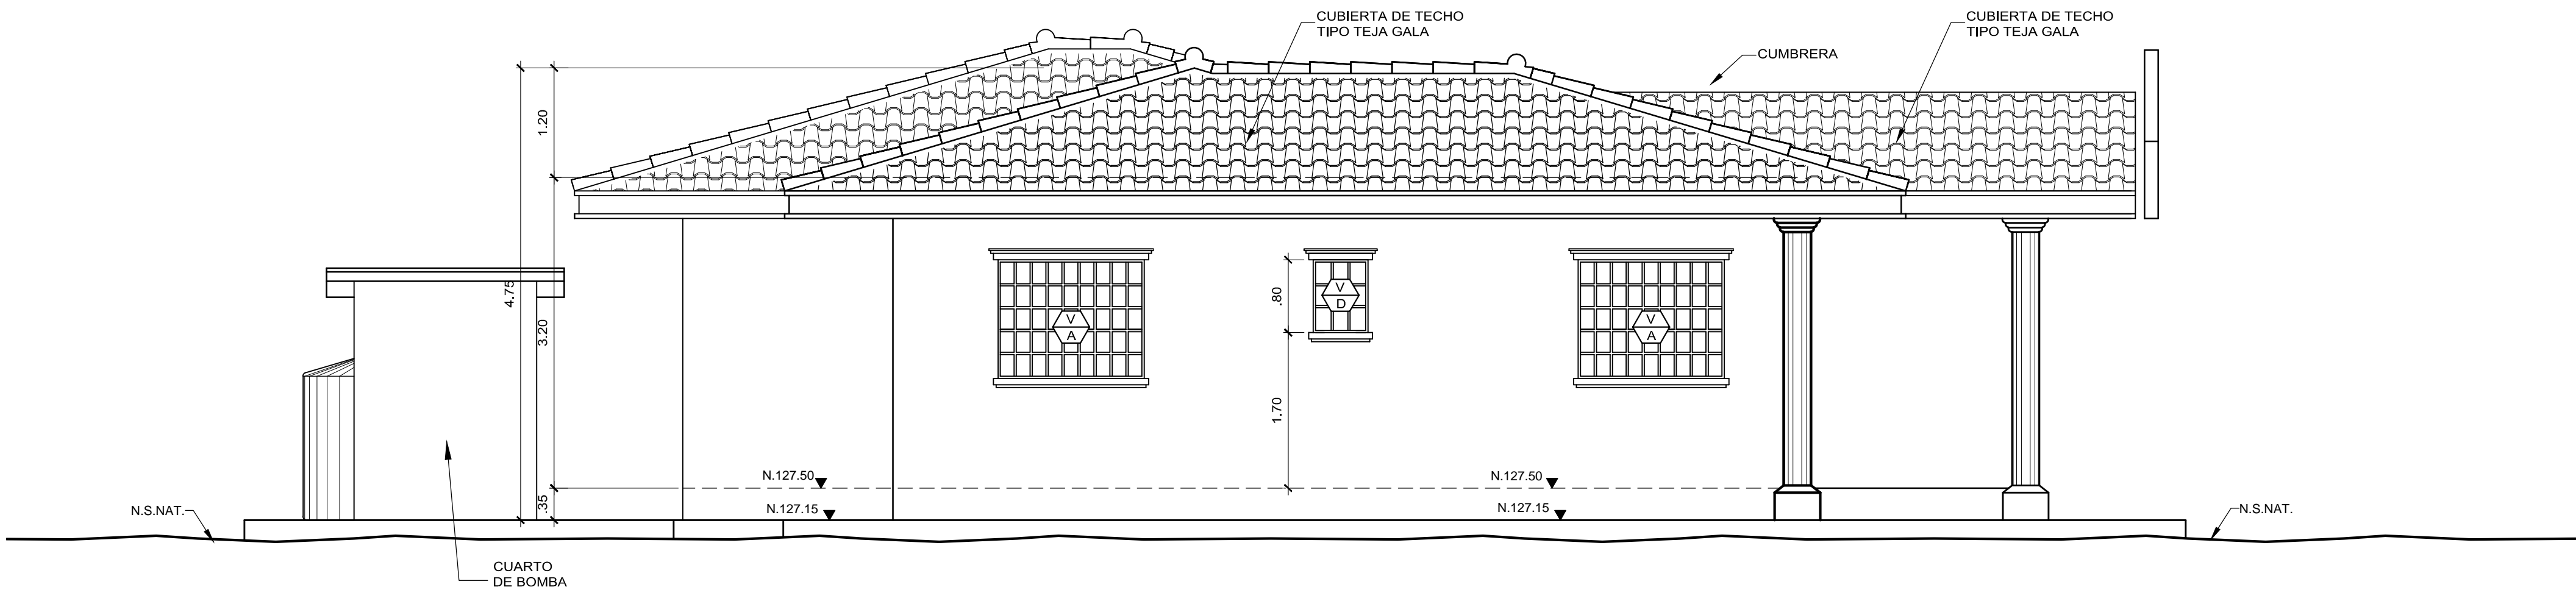 CUBIERTA DE TECHO
TIPO TEJA GALA
CUBIERTA DE TECHO
TIPO TEJA GALA
CUMBRERA
1.20
4.75
3.20
.35
.80
1.70
V
A
V
D
V
A
N.127.50
N.127.50
N.127.15
N.127.15
N.S.NAT.
N.S.NAT.
CUARTO
DE BOMBA